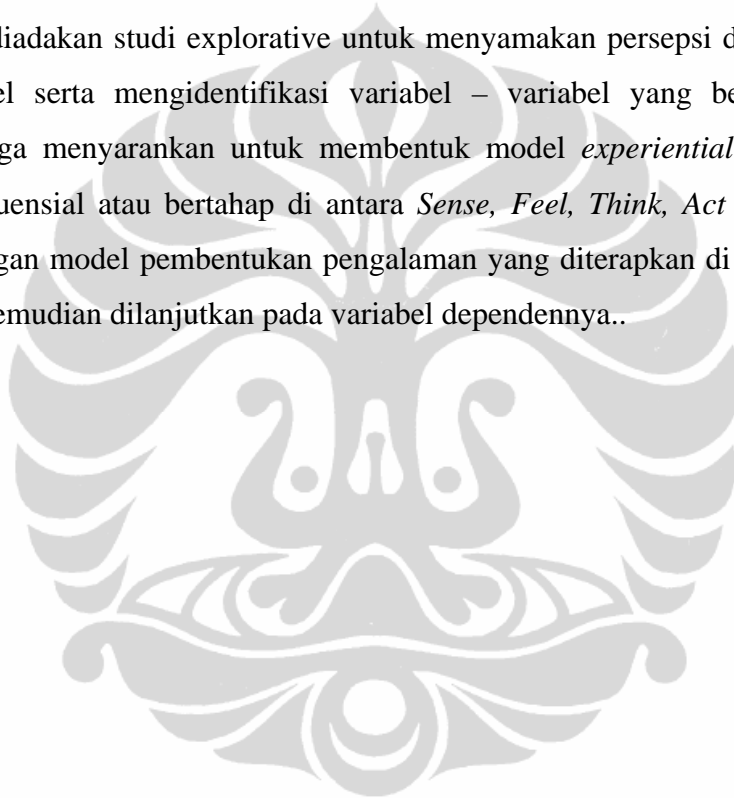 diadakan studi explorative untuk menyamakan persepsi d
el serta mengidentifikasi variabel – variabel yang be
ga menyarankan untuk membentuk model experiential
uensial atau bertahap di antara Sense, Feel, Think, Act
gan model pembentukan pengalaman yang diterapkan di
emudian dilanjutkan pada variabel dependennya..